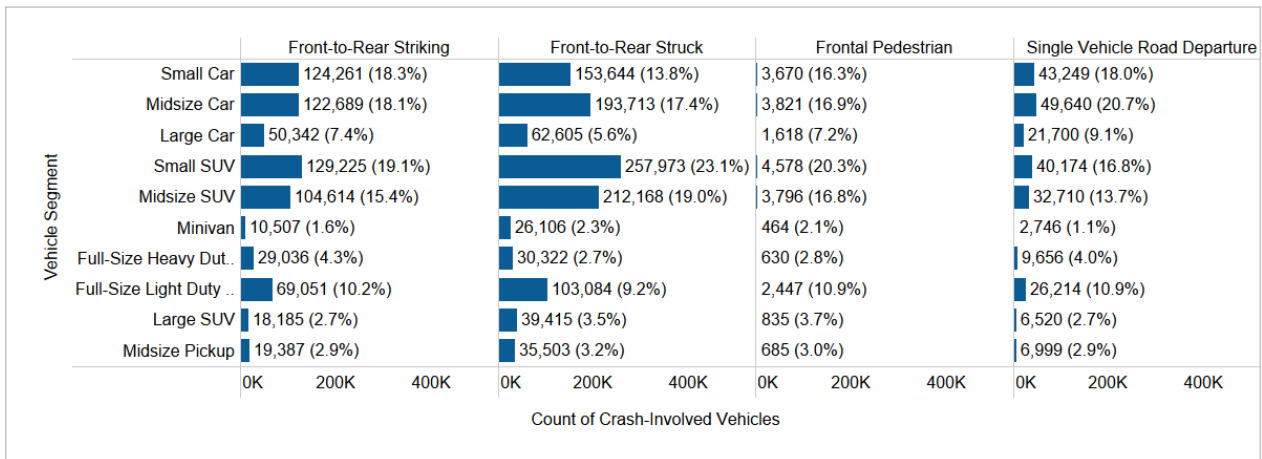 Front-to-Rear Striking Front-to-Rear Struck Frontal Pedestrian Single Vehicle Road Departure
Small Car 124,261 (18.3%) 153,644 (13.8%) 3,670 (16.3%) 43,249 (18.0%)
Midsize Car 122,689 (18.1%) 193,713 (17.4%) 3,821 (16.9%) 49,640 (20.7%)
Large Car 50,342 (7.4%) 62,605 (5.6%) 1,618 (7.2%) 21,700 (9.1%)
Small SUV 129,225 (19.1%) 257,973 (23.1%) 4,578 (20.3%) 40,174 (16.8%)
Midsize SUV 104,614 (15.4%) 212,168 (19.0%) 3,796 (16.8%) 32,710 (13.7%)
Minivan 10,507 (1.6%) 26,106 (2.3%) 464 (2.1%) 2,746 (1.1%)
Full-Size Heavy Dut.. 29,036 (4.3%) 30,322 (2.7%) 630 (2.8%) 9,656 (4.0%)
Full-Size Light Duty .. 69,051 (10.2%) 103,084 (9.2%) 2,447 (10.9%) 26,214 (10.9%)
Large SUV 18,185 (2.7%) 39,415 (3.5%) 835 (3.7%) 6,520 (2.7%)
Midsize Pickup 19,387 (2.9%) 35,503 (3.2%) 685 (3.0%) 6,999 (2.9%)
Vehicle Segment
0K 200K 400K 0K 200K 400K 0K 200K 400K 0K 200K 400K
Count of Crash-Involved Vehicles